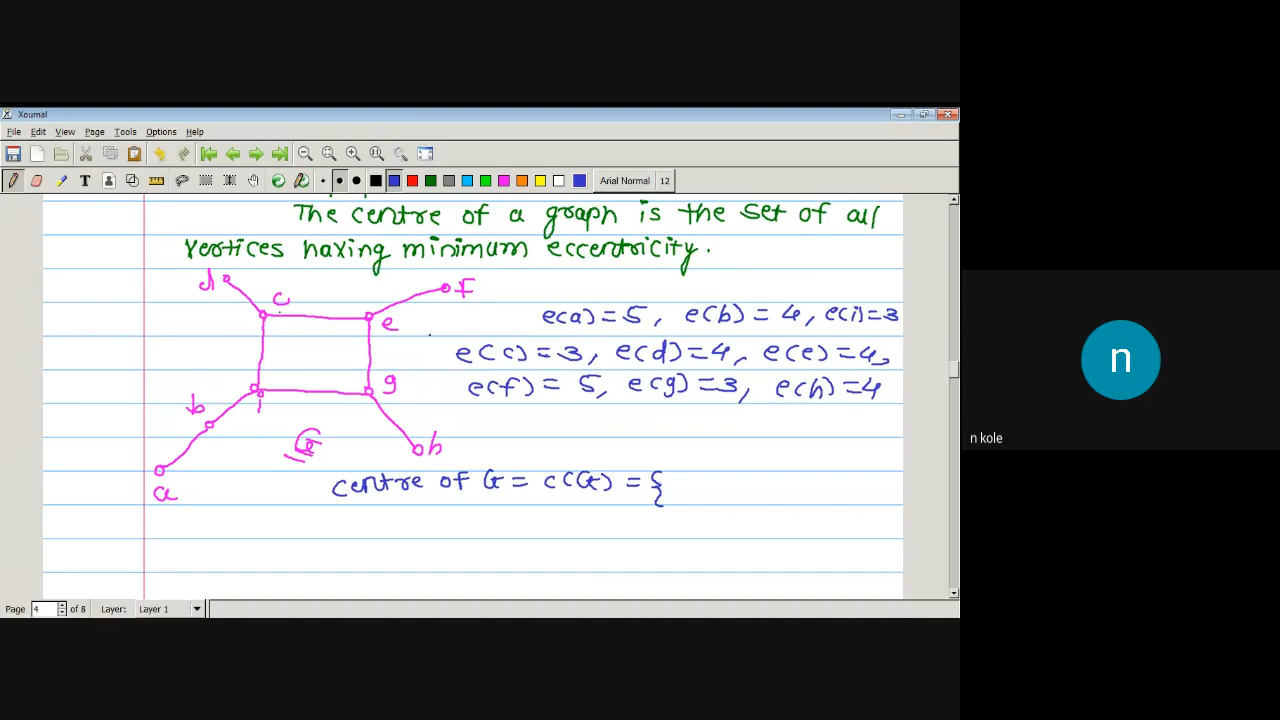 Xournal
File Edit View Page Tools Options Help
T Arial Normal 12
The centre of a graph is the set of all
vertices having minimum eccentricity.
d c f
e
e(a) = 5, e(b) = 4, e(i) = 3
e(c) = 3, e(d) = 4, e(e) = 4,
e(f) = 5, e(g) = 3, e(h) = 4
g
b i
G h
a
centre of G = C(G) = {
Page 4 of 8 Layer: Layer 1
n
n kole